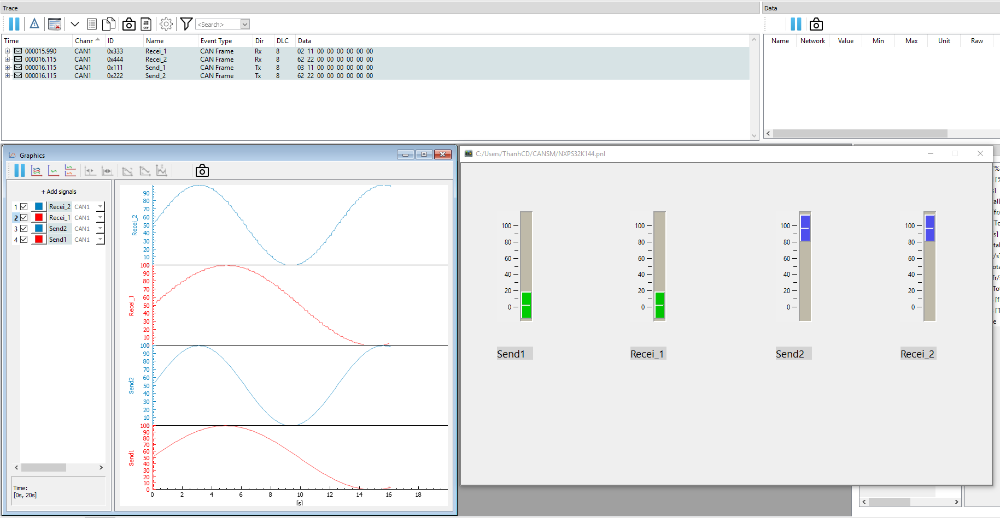 Trace
Data
<Search>
Time Chanr ID Name Event Type Dir DLC Data
000015.990 CAN1 0x333 Recei_1 CAN Frame Rx 8 02 11 00 00 00 00 00 00
000016.115 CAN1 0x444 Recei_2 CAN Frame Rx 8 62 22 00 00 00 00 00 00
000016.115 CAN1 0x111 Send_1 CAN Frame Tx 8 03 11 00 00 00 00 00 00
000016.115 CAN1 0x222 Send_2 CAN Frame Tx 8 62 22 00 00 00 00 00 00
Name Network Value Min Max Unit Raw
Graphics
+ Add signals
1 Recei_2 CAN1
2 Recei_1 CAN1
3 Send2 CAN1
4 Send1 CAN1
Time:
[0s, 20s]
Recei_2
90
80
70
60
50
40
30
20
10
Recei_1
100
90
80
70
60
50
40
30
20
10
Send2
100
90
80
70
60
50
40
30
20
10
Send1
100
90
80
70
60
50
40
30
20
10
0
0 2 4 6 8 10 12 14 16 18
[s]
C:/Users/ThanhCD/CANSM/NXPS32K144.pnl
100
80
60
40
20
0
Send1
100
80
60
40
20
0
Recei_1
100
80
60
40
20
0
Send2
100
80
60
40
20
0
Recei_2